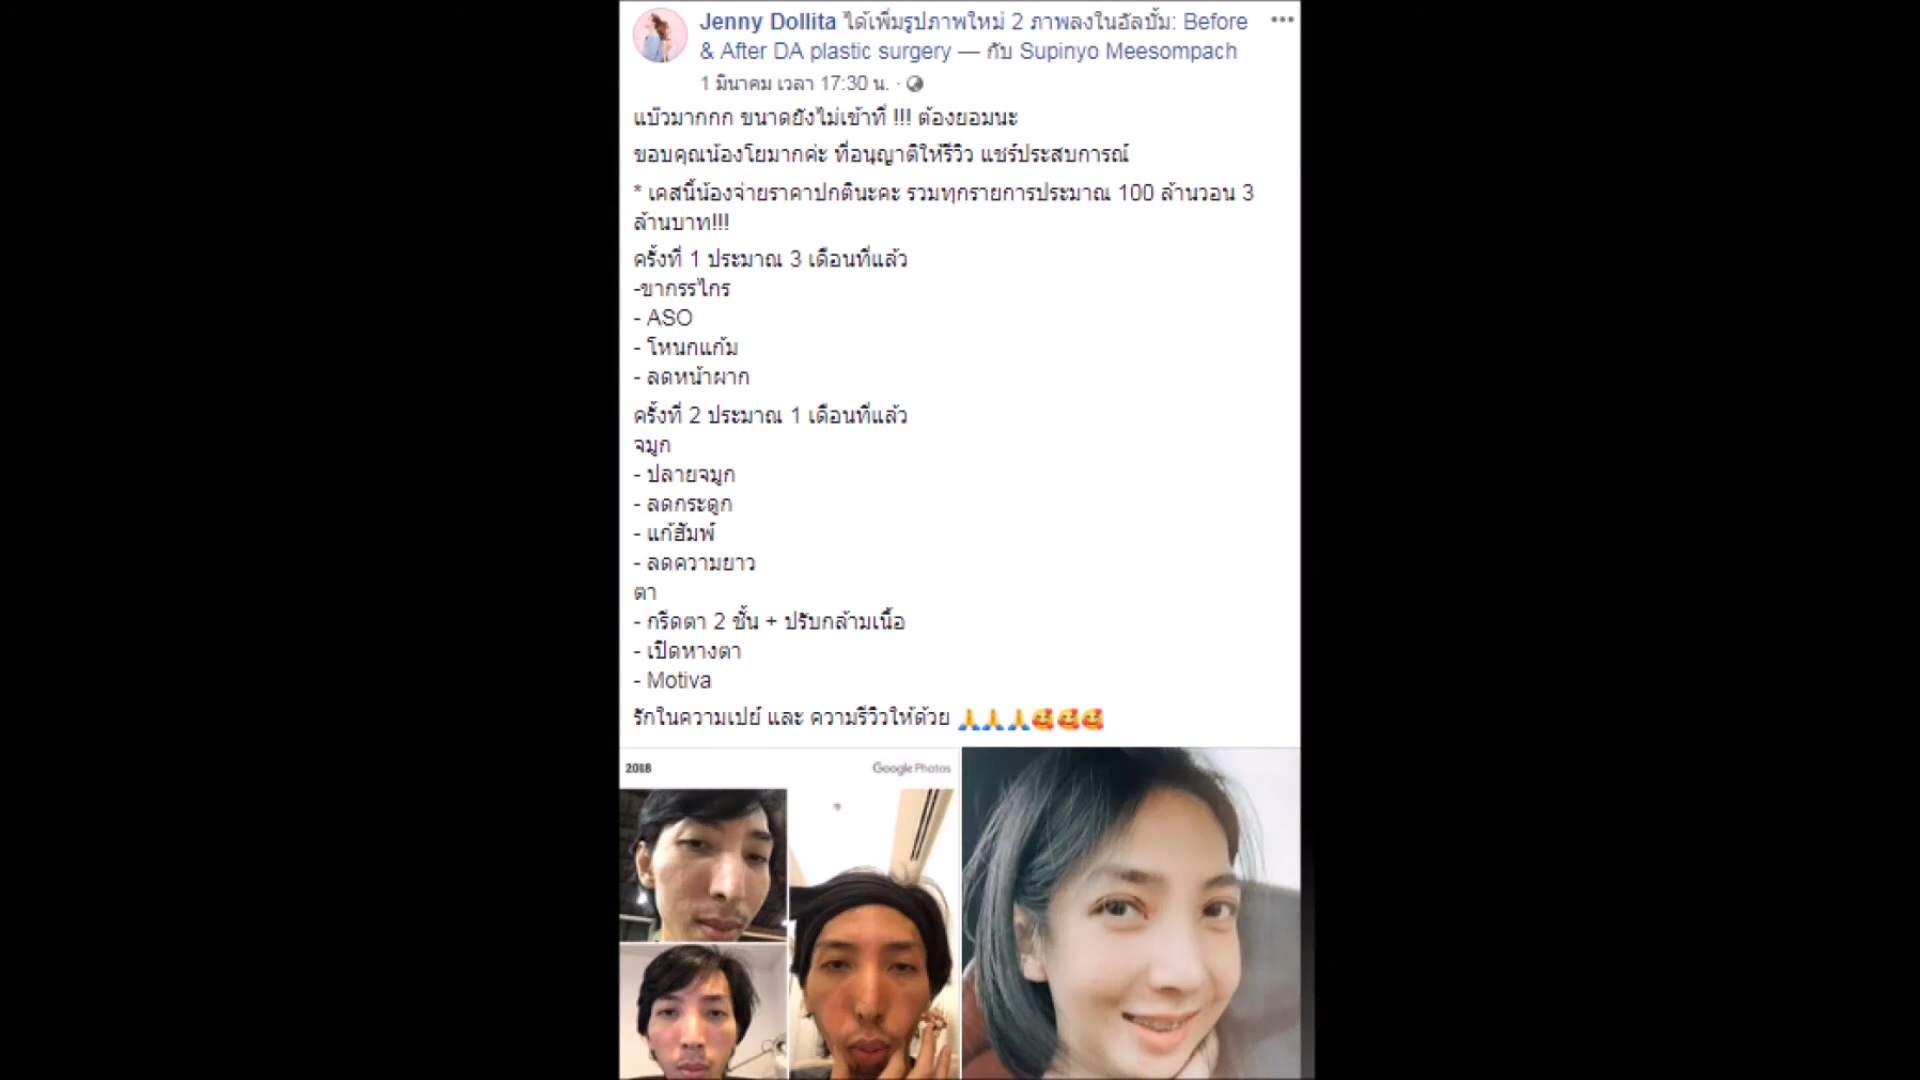 Jenny Dollita ได้เพิ่มรูปภาพใหม่ 2 ภาพลงในอัลบั้ม: Before
& After DA plastic surgery — กับ Supinyo Meesompach
1 มีนาคม เวลา 17:30 น. ·
แบ๊วมากกก ขนาดยังไม่เข้าที่ !!! ต้องยอมนะ
ขอบคุณน้องโยมากค่ะ ที่อนุญาติให้รีวิว แชร์ประสบการณ์
* เคสนี้น้องจ่ายราคาปกตินะคะ รวมทุกรายการประมาณ 100 ล้านวอน 3
ล้านบาท!!!
ครั้งที่ 1 ประมาณ 3 เดือนที่แล้ว
-ขากรรไกร
- ASO
- โหนกแก้ม
- ลดหน้าผาก
ครั้งที่ 2 ประมาณ 1 เดือนที่แล้ว
จมูก
- ปลายจมูก
- ลดกระดูก
- แก้ฮัมพ์
- ลดความยาว
ตา
- กรีดตา 2 ชั้น + ปรับกล้ามเนื้อ
- เปิดหางตา
- Motiva
รักในความเปย์ และ ความรีวิวให้ด้วย 🙏🙏🙏🥰🥰🥰
2018
Google Photos